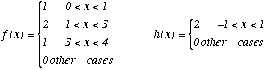 f(x) = { 1 0 < x < 1
2 1 < x < 3
1 3 < x < 4
0 other cases
h(x) = { 2 −1 < x < 1
0 other cases